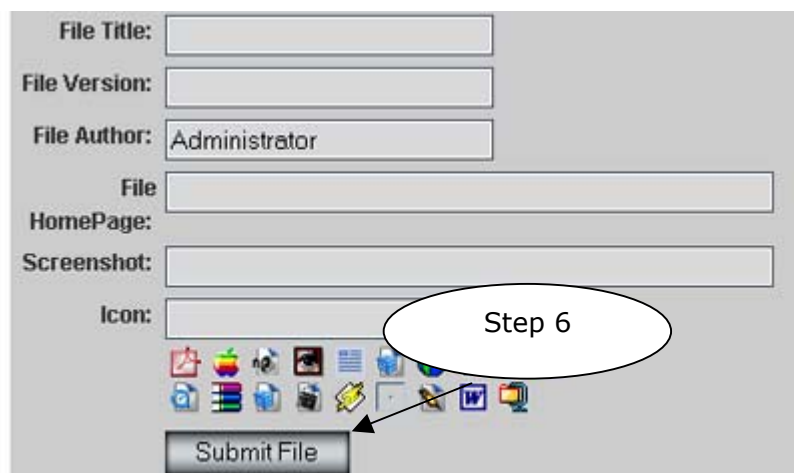 File Title:
File Version:
File Author: Administrator
File
HomePage:
Screenshot:
Icon:
Step 6
Submit File